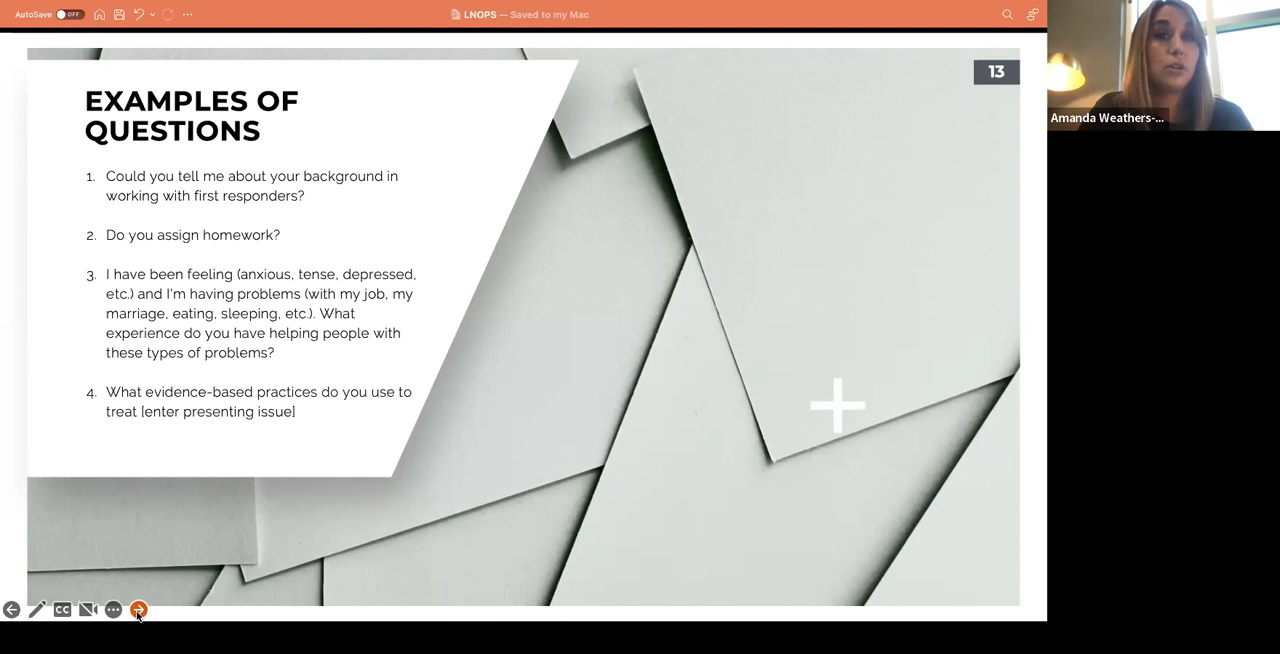 AutoSave OFF
LNOPS — Saved to my Mac
13
Amanda Weathers-...
EXAMPLES OF
QUESTIONS
1. Could you tell me about your background in
working with first responders?
2. Do you assign homework?
3. I have been feeling (anxious, tense, depressed,
etc.) and I'm having problems (with my job, my
marriage, eating, sleeping, etc.). What
experience do you have helping people with
these types of problems?
4. What evidence-based practices do you use to
treat [enter presenting issue]
CC